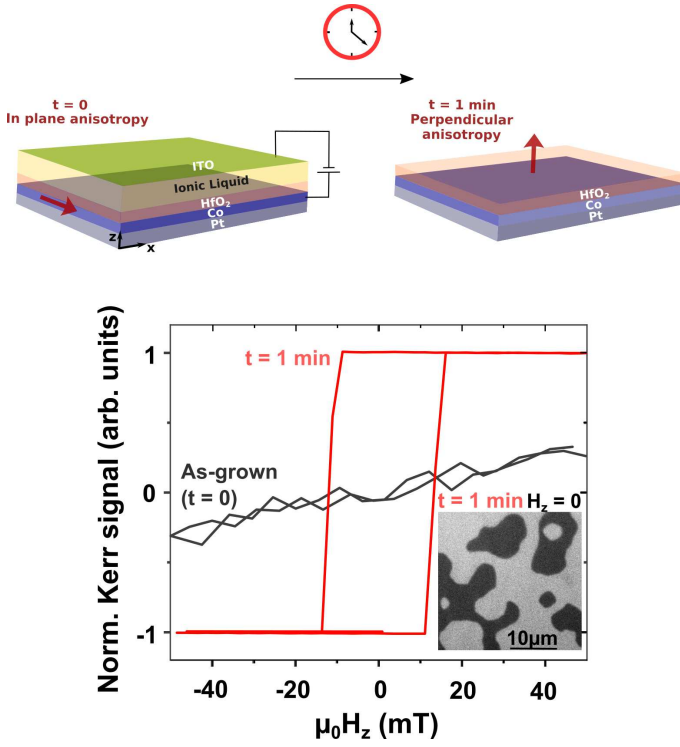 t = 0
In plane anisotropy
t = 1 min
Perpendicular
anisotropy
ITO
Ionic Liquid
HfO₂
Co
Pt
z
x
HfO₂
Co
Pt
Norm. Kerr signal (arb. units)
1
0
-1
t = 1 min
As-grown
(t = 0)
t = 1 min H_z = 0
10µm
-40 -20 0 20 40
µ₀H_z (mT)